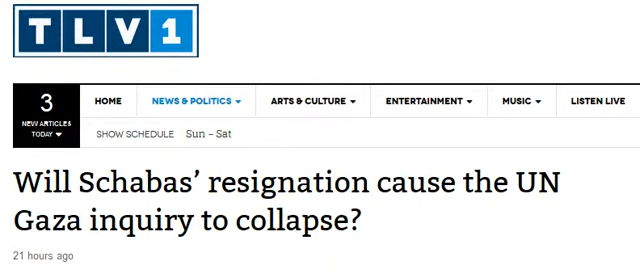 TLV1
3
NEW ARTICLES
TODAY
HOME NEWS & POLITICS ARTS & CULTURE ENTERTAINMENT MUSIC LISTEN LIVE
SHOW SCHEDULE Sun – Sat
Will Schabas’ resignation cause the UN
Gaza inquiry to collapse?
21 hours ago